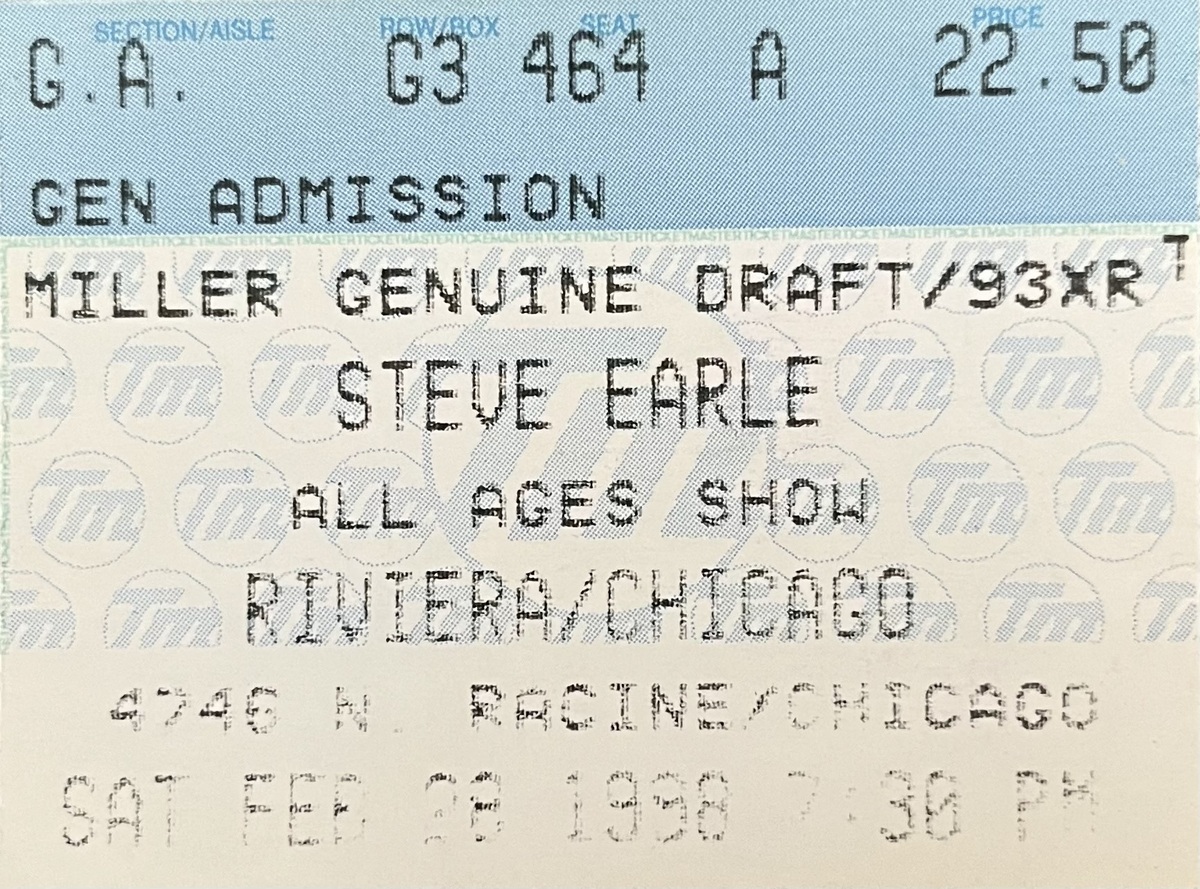 SECTION/AISLE ROW/BOX SEAT PRICE
G.A. G3 464 A 22.50
GEN ADMISSION
MILLER GENUINE DRAFT/93XRT
STEVE EARLE
ALL AGES SHOW
RIVIERA/CHICAGO
4746 N. RACINE/CHICAGO
SAT FEB 28 1998 7:30 PM